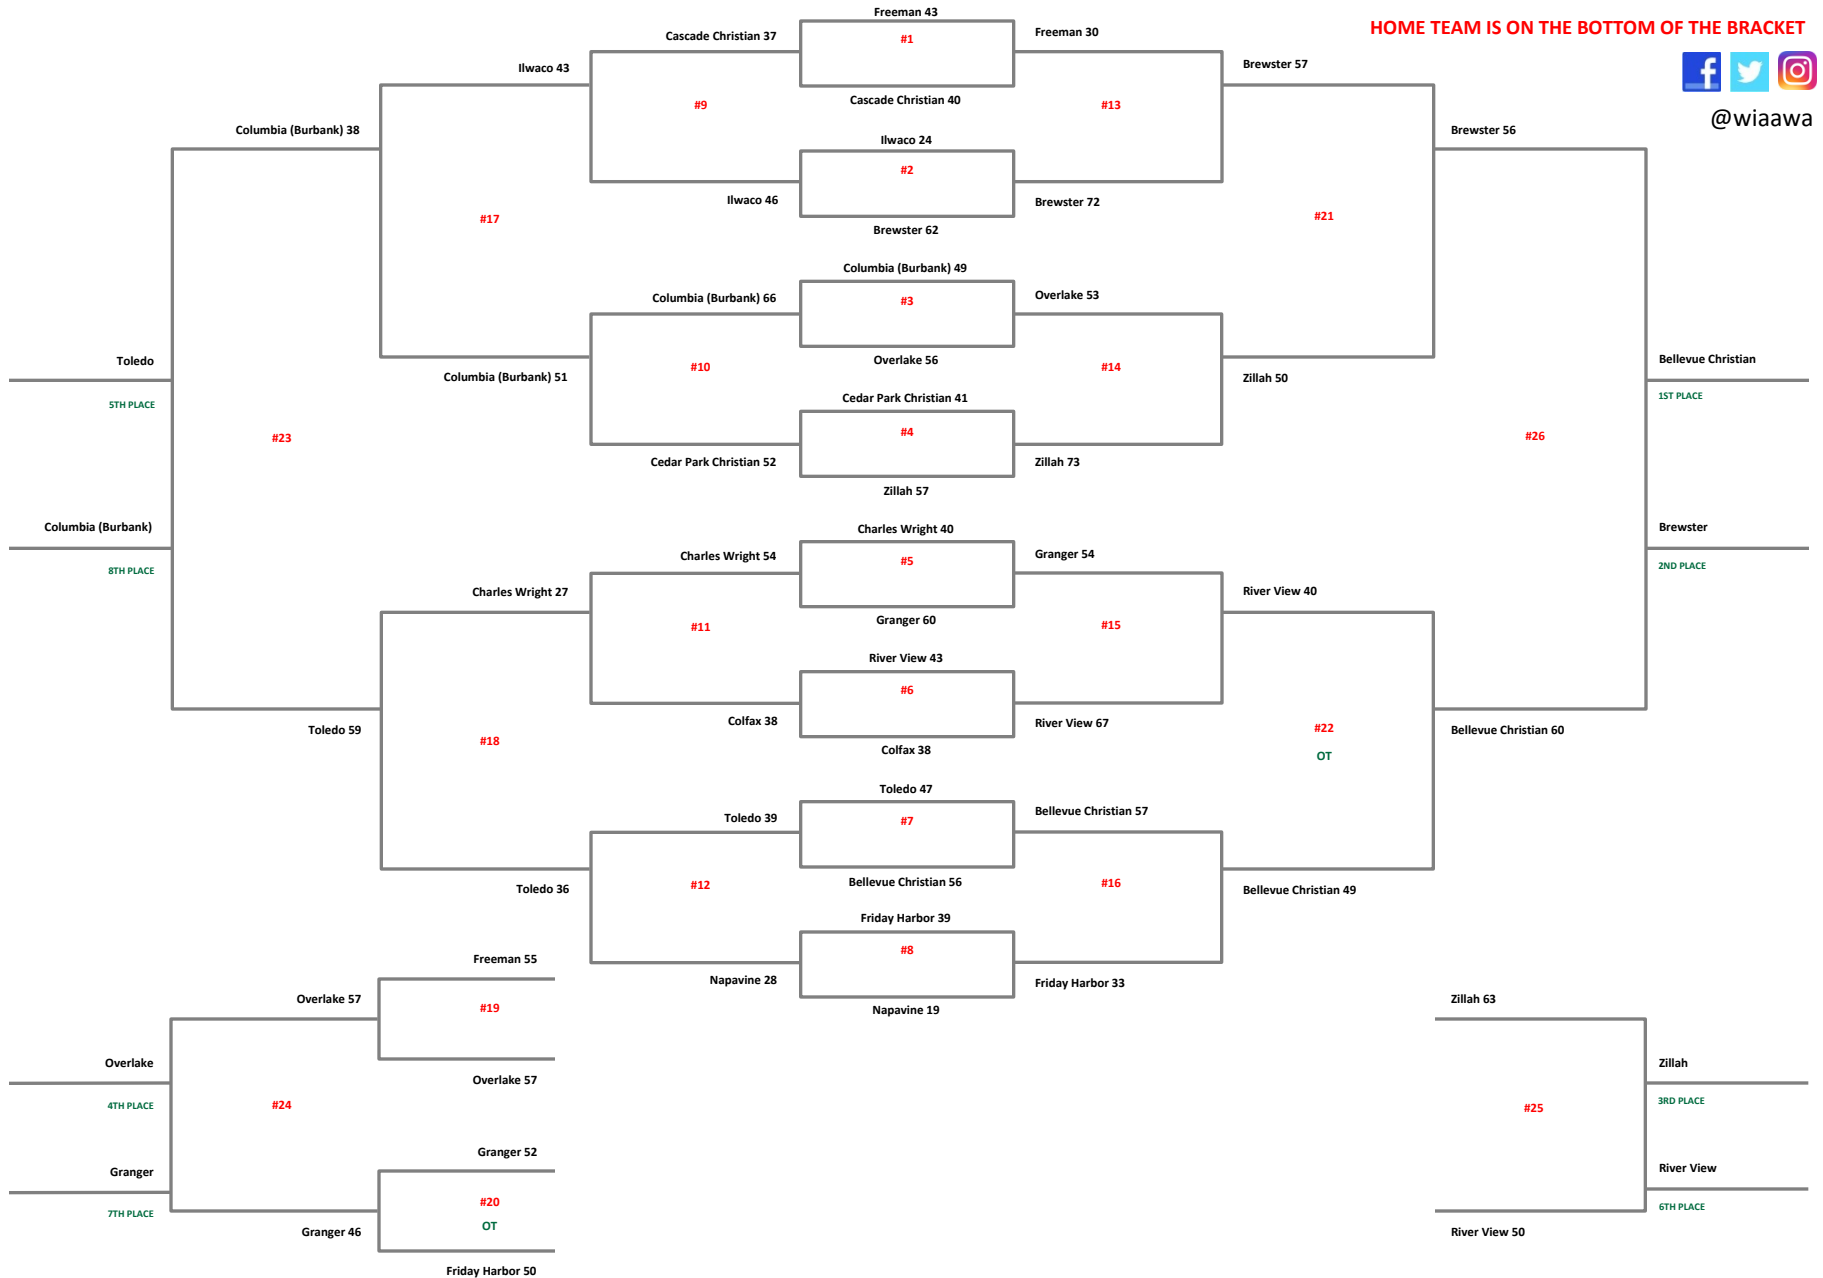 Freeman 43
HOME TEAM IS ON THE BOTTOM OF THE BRACKET
Cascade Christian 37
#1
Freeman 30
Ilwaco 43
Brewster 57
Cascade Christian 40
#9
#13
@wiaawa
Columbia (Burbank) 38
Brewster 56
Ilwaco 24
#2
Ilwaco 46
Brewster 72
#17
#21
Brewster 62
Columbia (Burbank) 49
Columbia (Burbank) 66
#3
Overlake 53
Toledo
Overlake 56
Bellevue Christian
#10
#14
Columbia (Burbank) 51
Zillah 50
5TH PLACE
Cedar Park Christian 41
1ST PLACE
#23
#4
#26
Cedar Park Christian 52
Zillah 73
Zillah 57
Columbia (Burbank)
Charles Wright 40
Brewster
Charles Wright 54
#5
Granger 54
8TH PLACE
2ND PLACE
Charles Wright 27
River View 40
Granger 60
#11
#15
River View 43
#6
Colfax 38
River View 67
Toledo 59
#18
#22
Bellevue Christian 60
Colfax 38
OT
Toledo 47
Toledo 39
#7
Bellevue Christian 57
Toledo 36
#12
Bellevue Christian 56
#16
Bellevue Christian 49
Friday Harbor 39
#8
Freeman 55
Napavine 28
Friday Harbor 33
Overlake 57
#19
Napavine 19
Zillah 63
Overlake
Zillah
Overlake 57
4TH PLACE
#24
#25
3RD PLACE
Granger 52
Granger
River View
#20
7TH PLACE
6TH PLACE
OT
Granger 46
River View 50
Friday Harbor 50